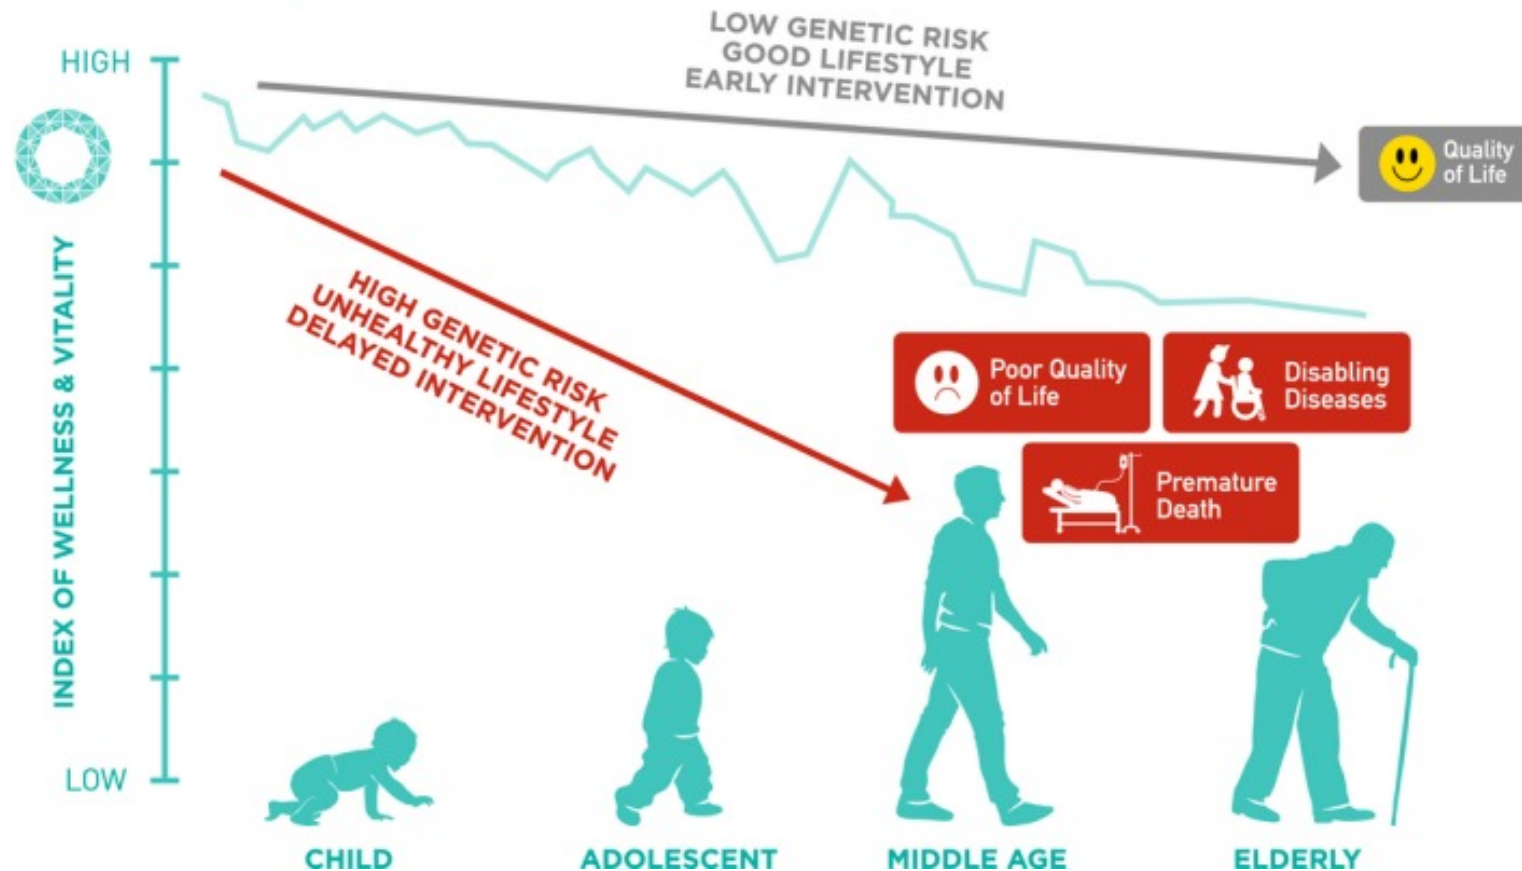 LOW GENETIC RISK
GOOD LIFESTYLE
EARLY INTERVENTION
HIGH
Quality
of Life
INDEX OF WELLNESS & VITALITY
HIGH GENETIC RISK
UNHEALTHY LIFESTYLE
DELAYED INTERVENTION
Poor Quality
of Life
Disabling
Diseases
Premature
Death
LOW
CHILD
ADOLESCENT
MIDDLE AGE
ELDERLY